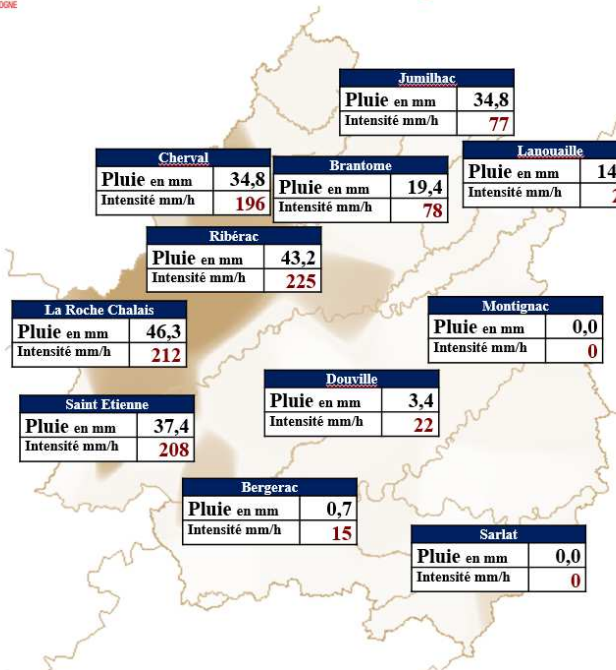 Jumilhac
Pluie en mm 34,8
Intensité mm/h 77
Lanouaille
Pluie en mm 14
Intensité mm/h
Cherval
Pluie en mm 34,8
Intensité mm/h 196
Brantome
Pluie en mm 19,4
Intensité mm/h 78
Ribérac
Pluie en mm 43,2
Intensité mm/h 225
La Roche Chalais
Pluie en mm 46,3
Intensité mm/h 212
Montignac
Pluie en mm 0,0
Intensité mm/h 0
Douville
Pluie en mm 3,4
Intensité mm/h 22
Saint Etienne
Pluie en mm 37,4
Intensité mm/h 208
Bergerac
Pluie en mm 0,7
Intensité mm/h 15
Sarlat
Pluie en mm 0,0
Intensité mm/h 0